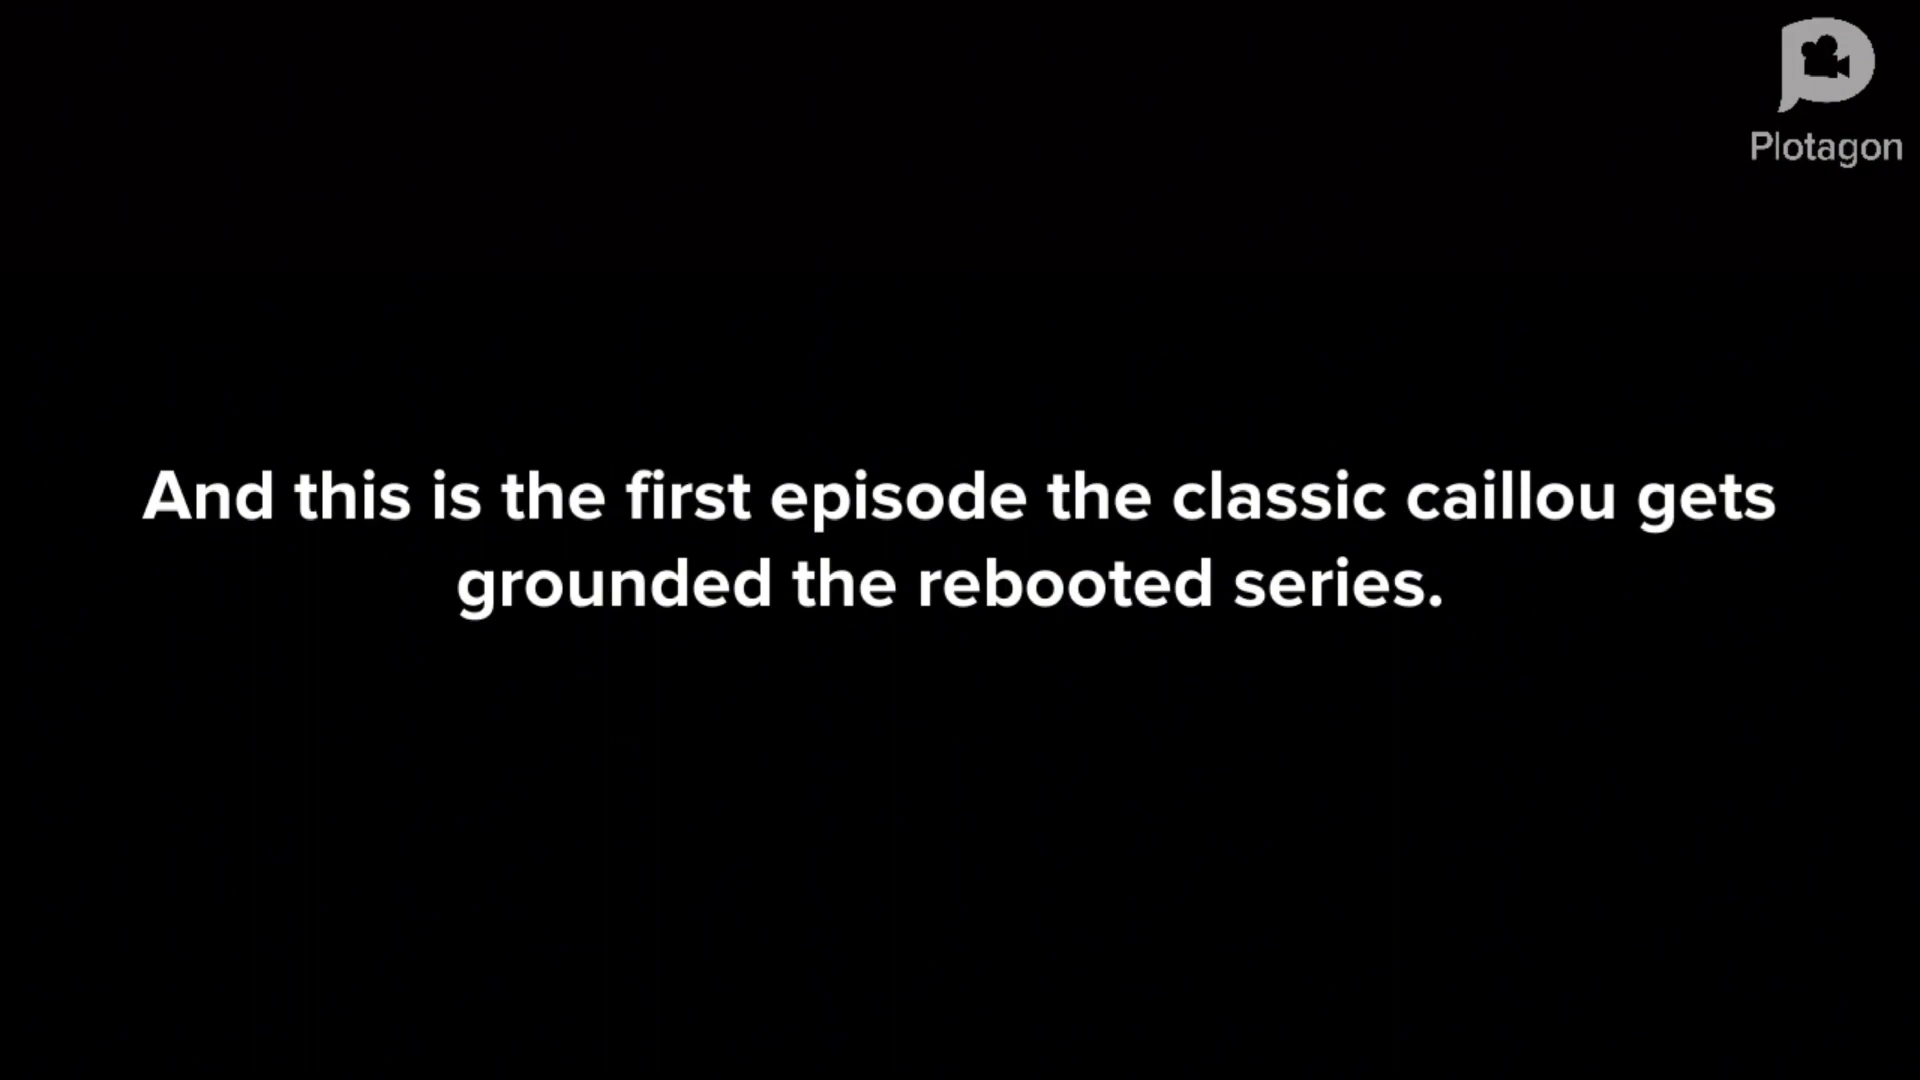 Plotagon
And this is the first episode the classic caillou gets
grounded the rebooted series.